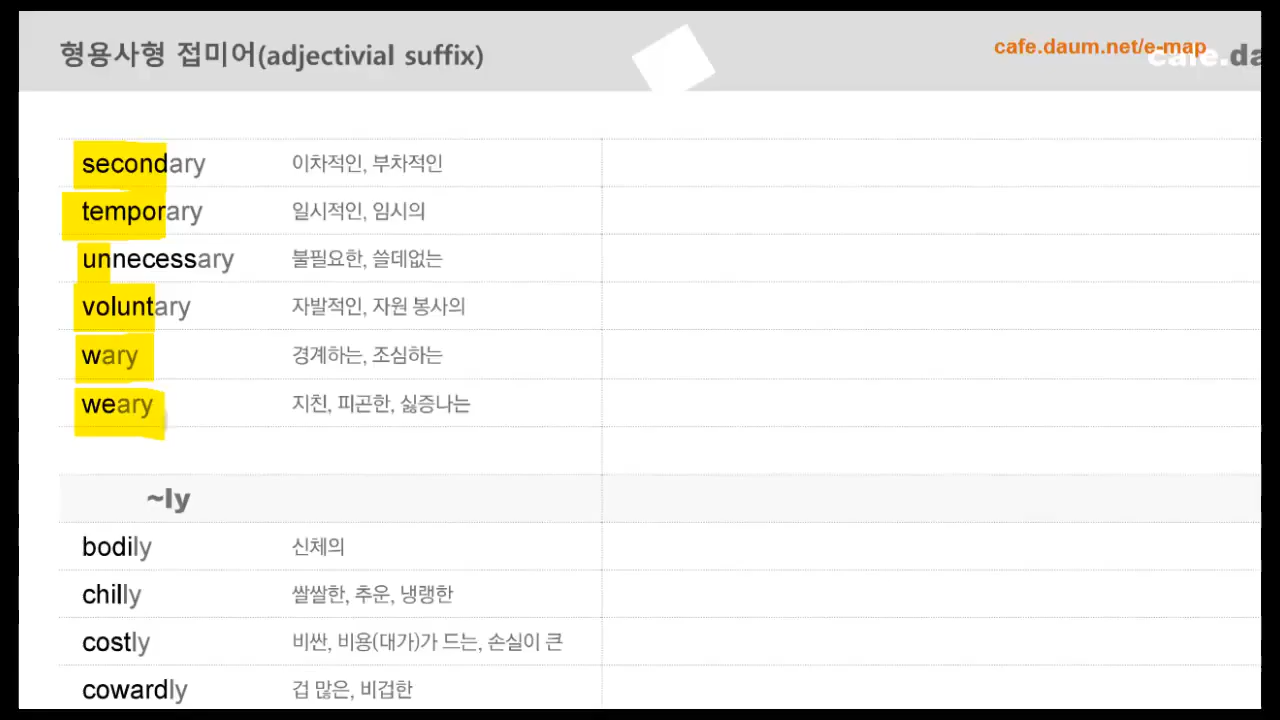 형용사형 접미어(adjectivial suffix)
cafe.daum.net/e-map
cafe.da
secondary 이차적인, 부차적인
temporary 일시적인, 임시의
unnecessary 불필요한, 쓸데없는
voluntary 자발적인, 자원 봉사의
wary 경계하는, 조심하는
weary 지친, 피곤한, 싫증나는
~ly
bodily 신체의
chilly 쌀쌀한, 추운, 냉랭한
costly 비싼, 비용(대가)가 드는, 손실이 큰
cowardly 겁 많은, 비겁한